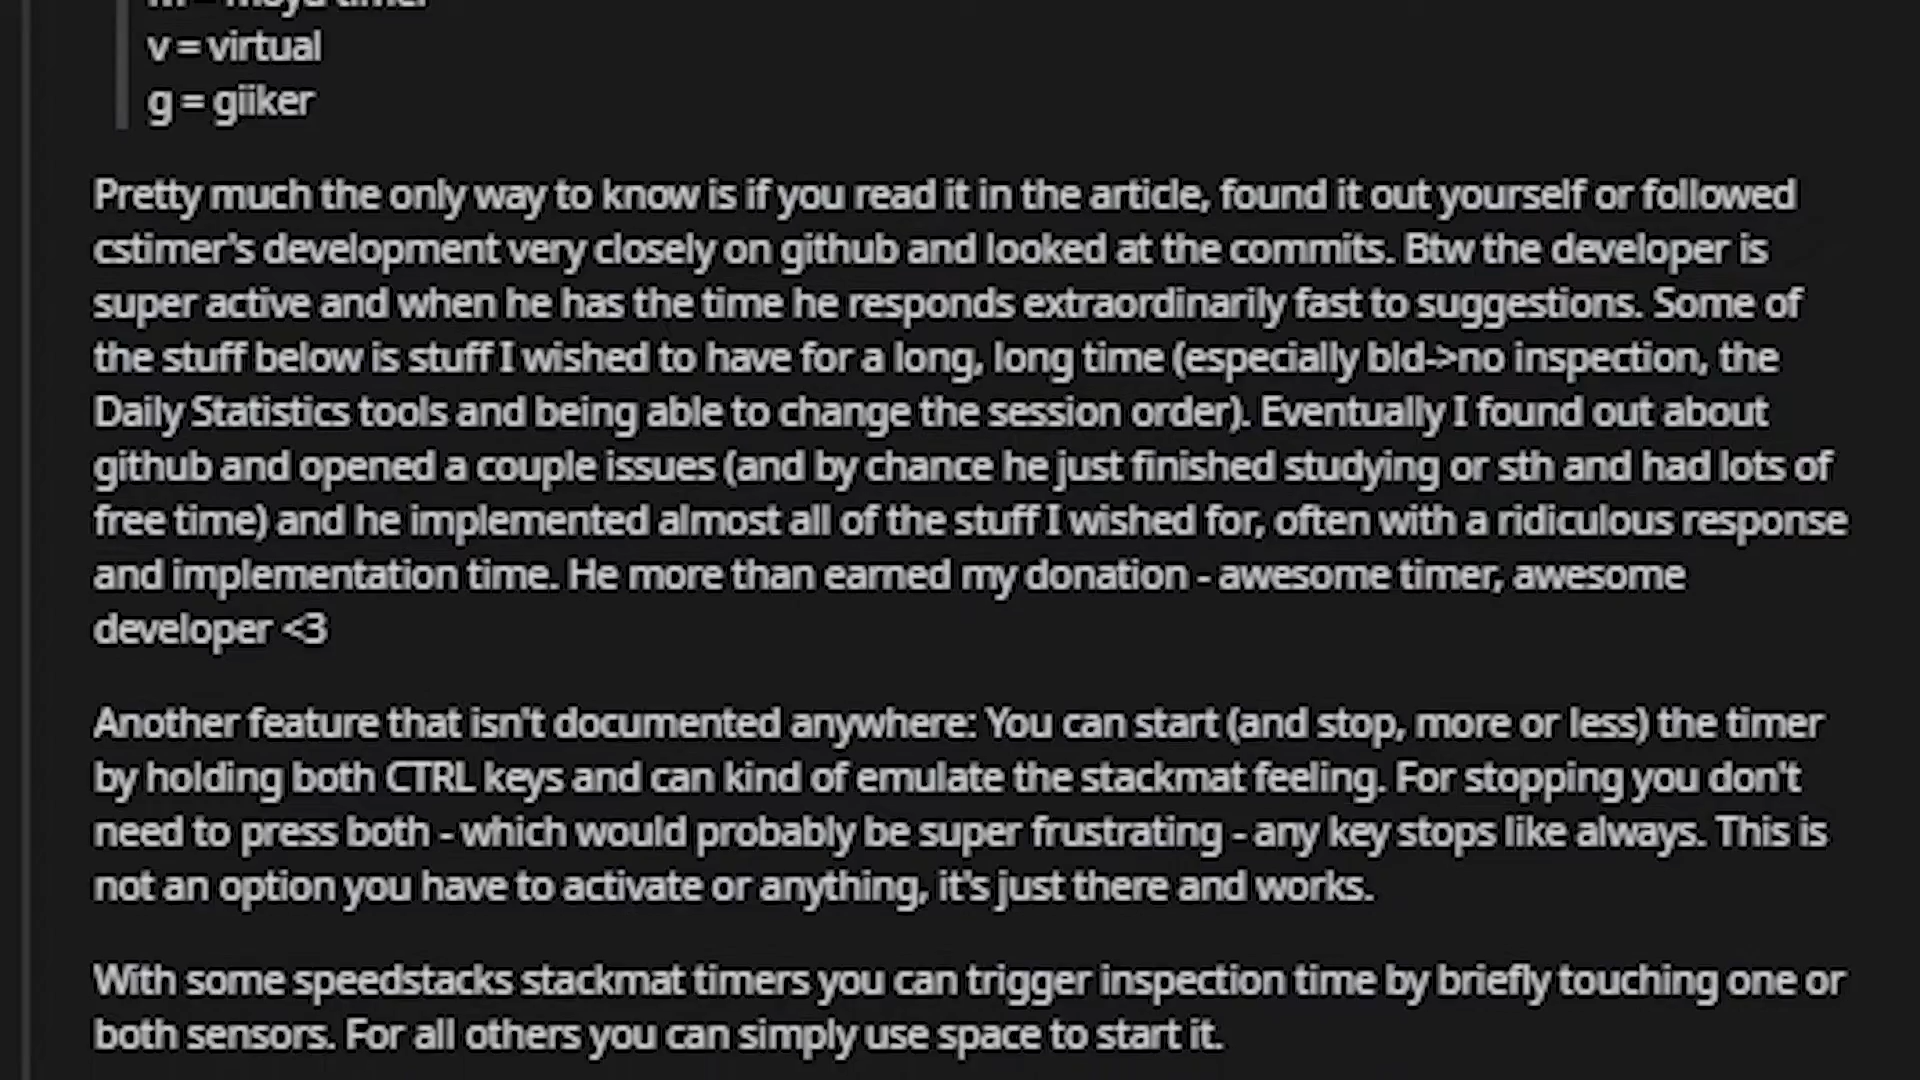 m = moyu timer
v = virtual
g = giiker
Pretty much the only way to know is if you read it in the article, found it out yourself or followed
cstimer's development very closely on github and looked at the commits. Btw the developer is
super active and when he has the time he responds extraordinarily fast to suggestions. Some of
the stuff below is stuff I wished to have for a long, long time (especially bld->no inspection, the
Daily Statistics tools and being able to change the session order). Eventually I found out about
github and opened a couple issues (and by chance he just finished studying or sth and had lots of
free time) and he implemented almost all of the stuff I wished for, often with a ridiculous response
and implementation time. He more than earned my donation - awesome timer, awesome
developer <3
Another feature that isn't documented anywhere: You can start (and stop, more or less) the timer
by holding both CTRL keys and can kind of emulate the stackmat feeling. For stopping you don't
need to press both - which would probably be super frustrating - any key stops like always. This is
not an option you have to activate or anything, it's just there and works.
With some speedstacks stackmat timers you can trigger inspection time by briefly touching one or
both sensors. For all others you can simply use space to start it.